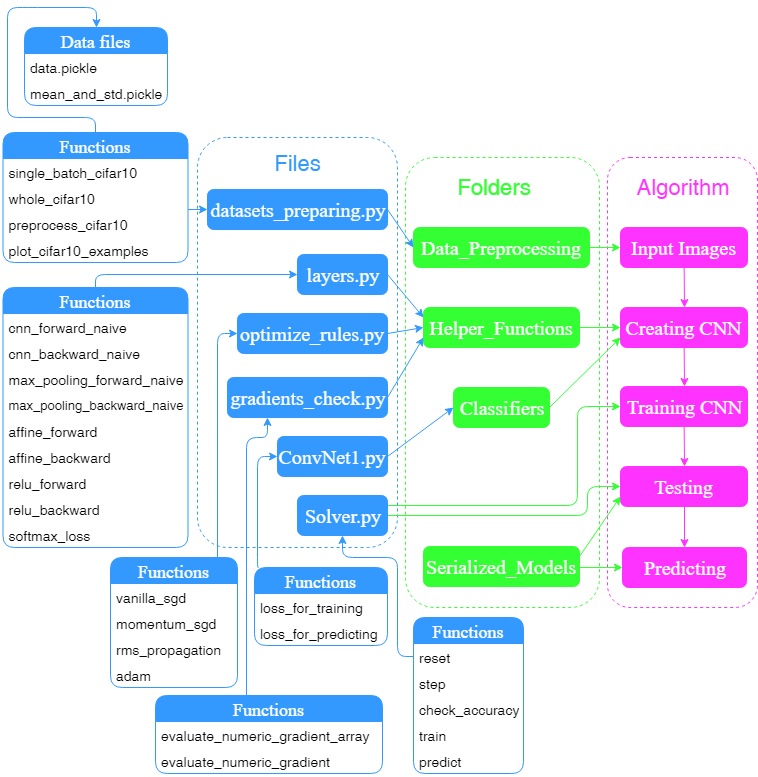 Data files
data.pickle
mean_and_std.pickle
Functions
single_batch_cifar10
whole_cifar10
preprocess_cifar10
plot_cifar10_examples
Functions
cnn_forward_naive
cnn_backward_naive
max_pooling_forward_naive
max_pooling_backward_naive
affine_forward
affine_backward
relu_forward
relu_backward
softmax_loss
Functions
vanilla_sgd
momentum_sgd
rms_propagation
adam
Functions
evaluate_numeric_gradient_array
evaluate_numeric_gradient
Functions
loss_for_training
loss_for_predicting
Functions
reset
step
check_accuracy
train
predict
Files
datasets_preparing.py
layers.py
optimize_rules.py
gradients_check.py
ConvNet1.py
Solver.py
Folders
Data_Preprocessing
Helper_Functions
Classifiers
Serialized_Models
Algorithm
Input Images
Creating CNN
Training CNN
Testing
Predicting